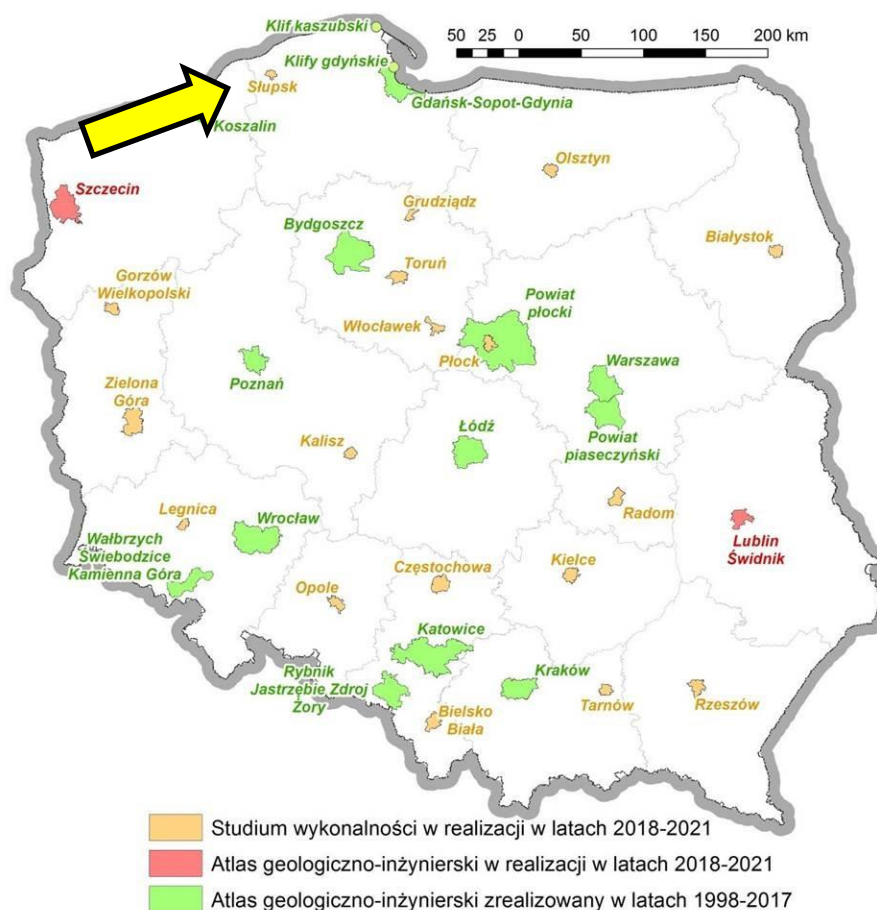 Klif kaszubski
50 25 0 50 100 150 200 km
Klify gdyńskie
Słupsk
Gdańsk-Sopot-Gdynia
Koszalin
Olsztyn
Szczecin
Grudziądz
Bydgoszcz
Białystok
Toruń
Gorzów
Wielkopolski
Powiat
płocki
Włocławek
Płock
Warszawa
Poznań
Zielona
Góra
Łódź
Kalisz
Powiat
piaseczyński
Legnica
Radom
Wrocław
Wałbrzych
Świebodzice
Kamienna Góra
Lublin
Świdnik
Częstochowa
Kielce
Opole
Katowice
Rybnik
Jastrzębie Zdroj
Żory
Kraków
Bielsko
Biała
Tarnów
Rzeszów
Studium wykonalności w realizacji w latach 2018-2021
Atlas geologiczno-inżynierski w realizacji w latach 2018-2021
Atlas geologiczno-inżynierski zrealizowany w latach 1998-2017